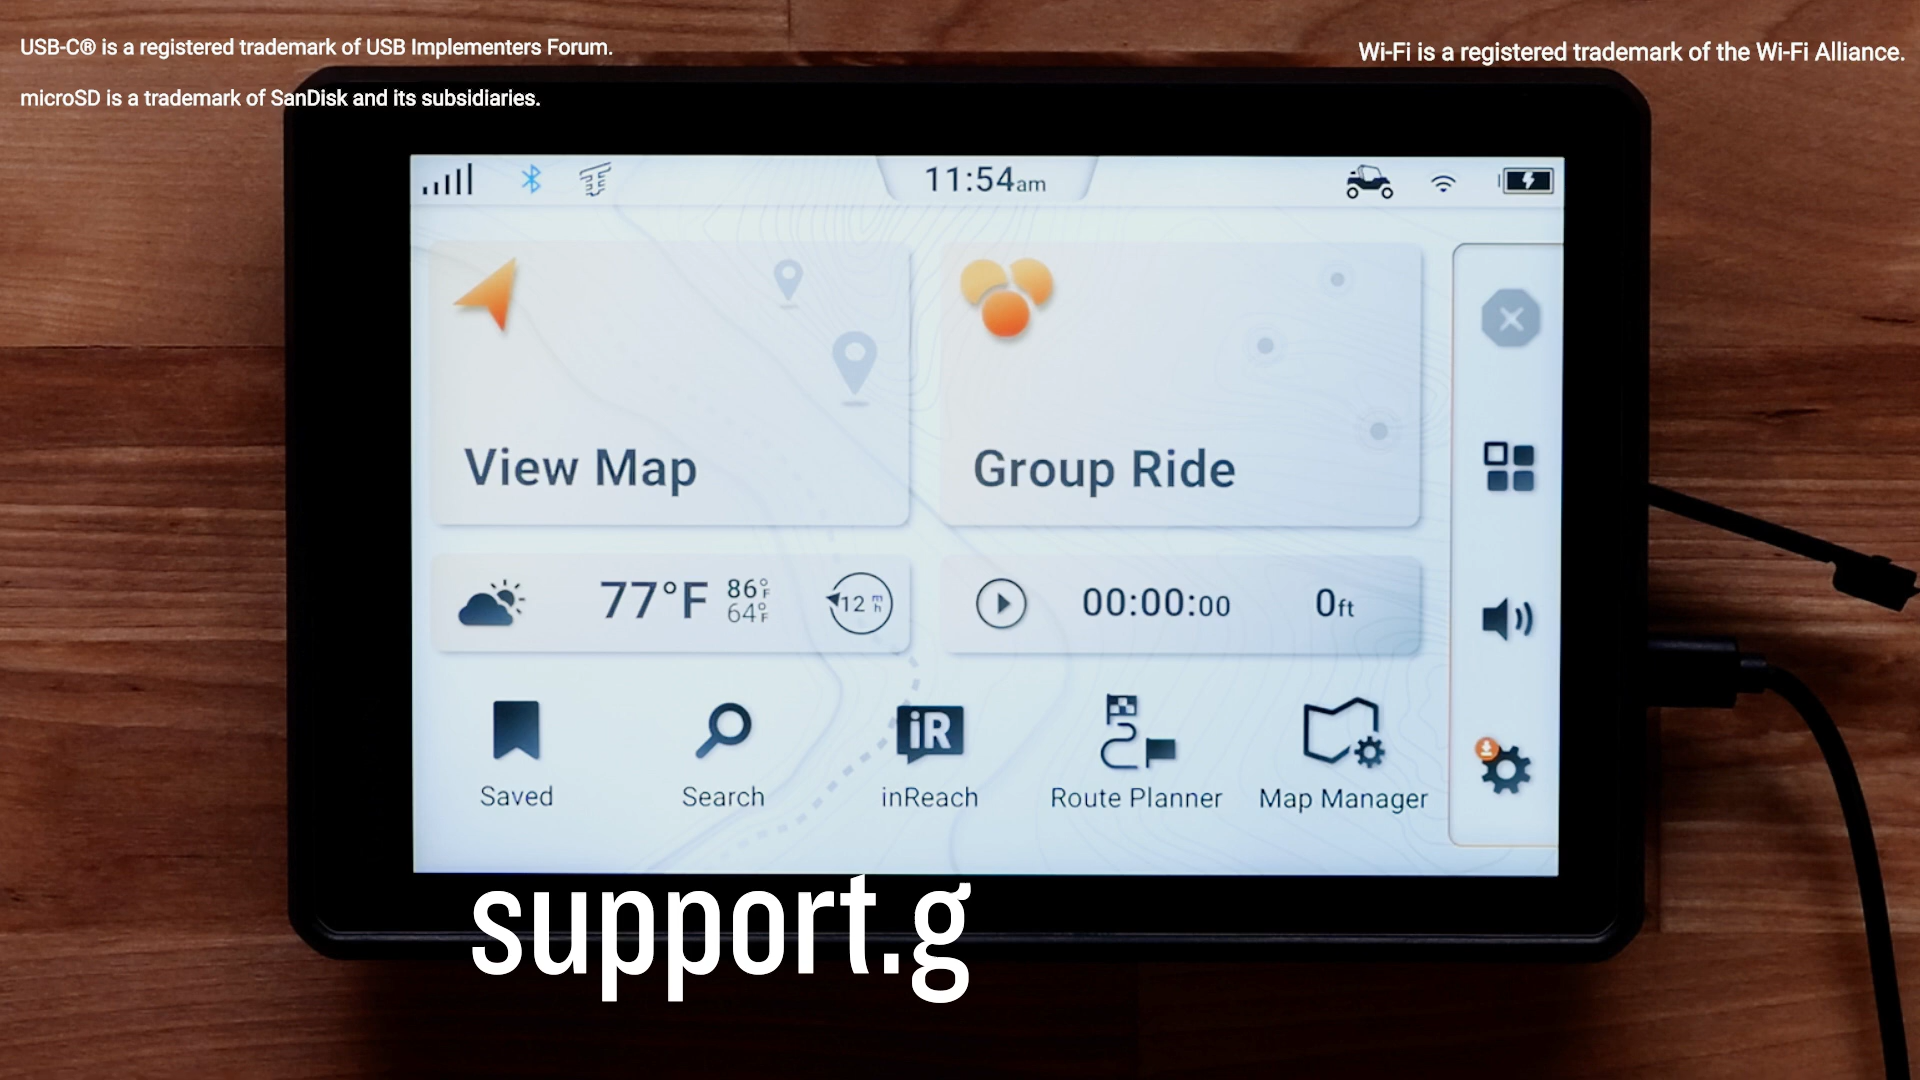 USB-C® is a registered trademark of USB Implementers Forum.
microSD is a trademark of SanDisk and its subsidiaries.
Wi-Fi is a registered trademark of the Wi-Fi Alliance.
11:54am
View Map
Group Ride
77°F
86°F
64°F
12 mh
00:00:00
0ft
iR
Saved
Search
inReach
Route Planner
Map Manager
support.g